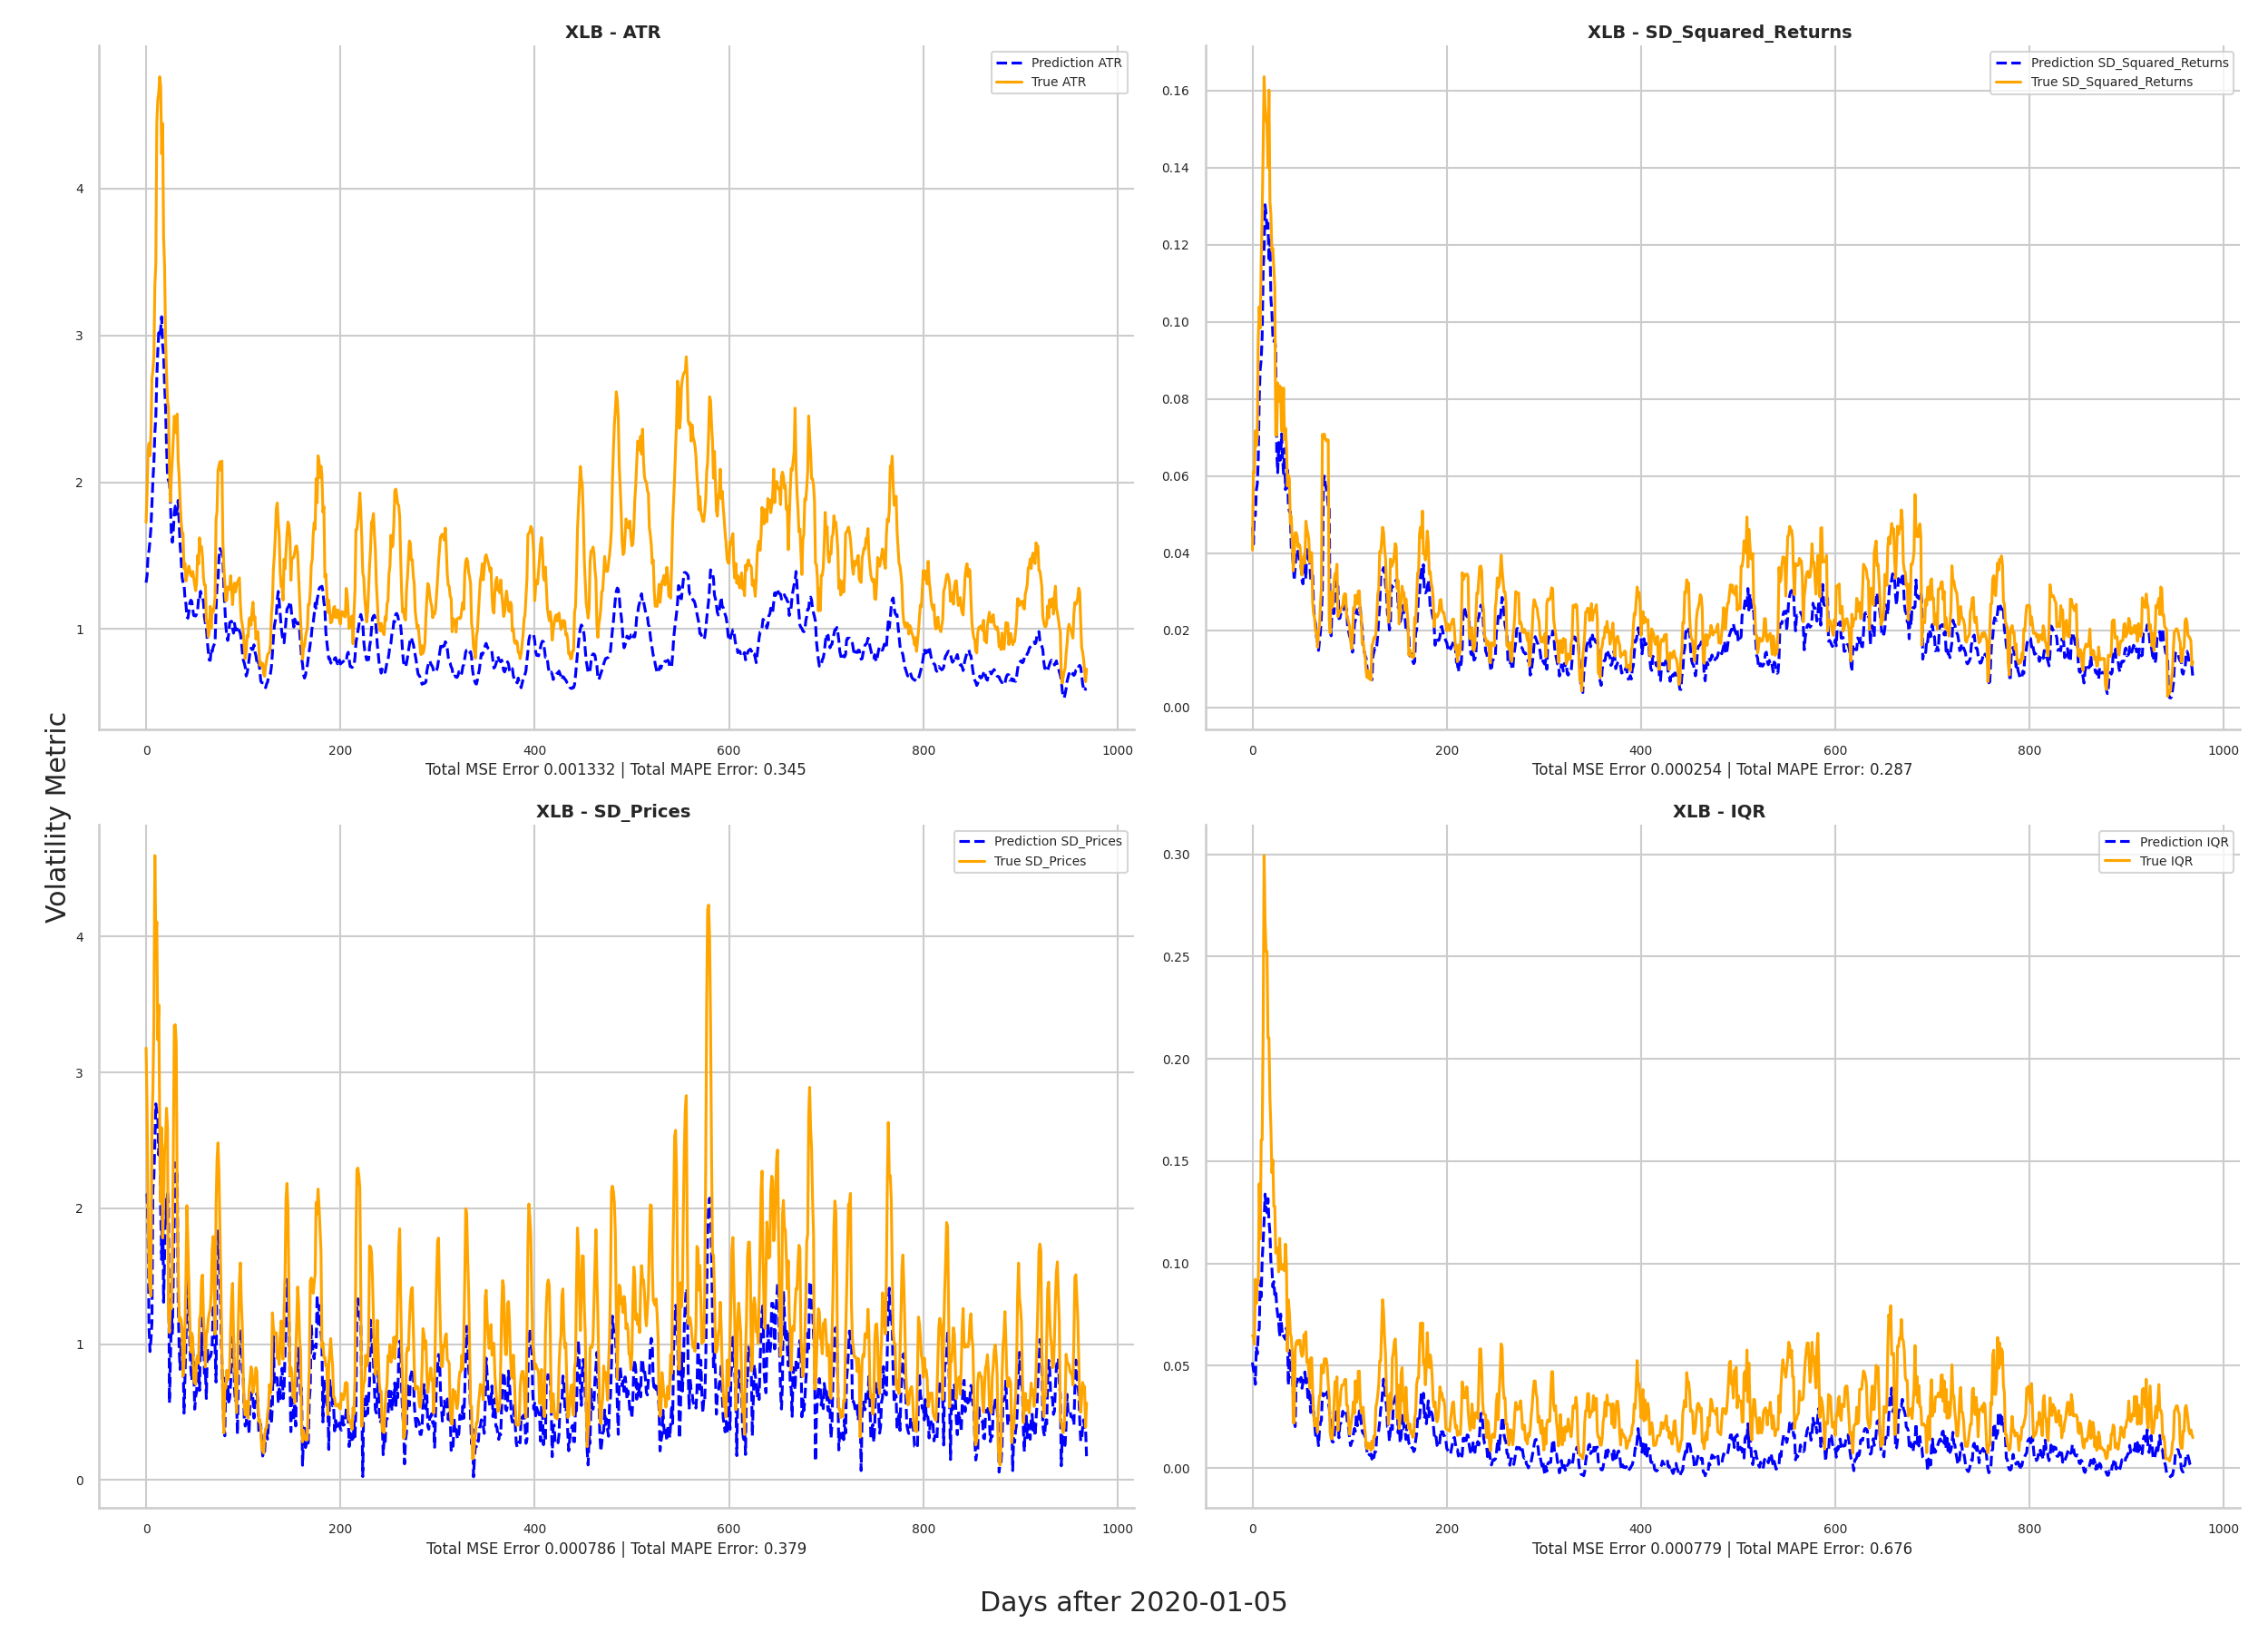 XLB - ATR
Prediction ATR
True ATR
4
3
2
1
0
200
400
600
800
1000
Total MSE Error 0.001332 | Total MAPE Error: 0.345
XLB - SD_Squared_Returns
Prediction SD_Squared_Returns
True SD_Squared_Returns
0.16
0.14
0.12
0.10
0.08
0.06
0.04
0.02
0.00
0
200
400
600
800
1000
Total MSE Error 0.000254 | Total MAPE Error: 0.287
Volatility Metric
XLB - SD_Prices
Prediction SD_Prices
True SD_Prices
4
3
2
1
0
0
200
400
600
800
1000
Total MSE Error 0.000786 | Total MAPE Error: 0.379
XLB - IQR
Prediction IQR
True IQR
0.30
0.25
0.20
0.15
0.10
0.05
0.00
0
200
400
600
800
1000
Total MSE Error 0.000779 | Total MAPE Error: 0.676
Days after 2020-01-05